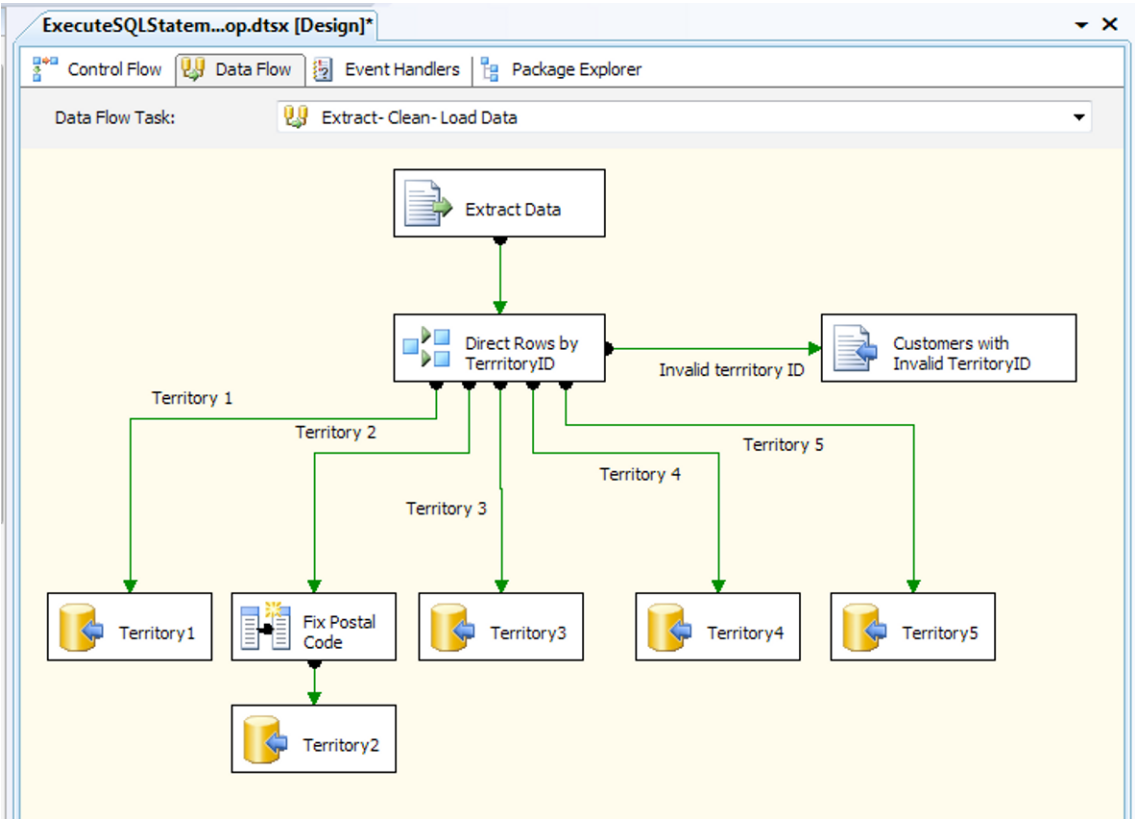 ExecuteSQLStatem...op.dtsx [Design]*
Control Flow
Data Flow
Event Handlers
Package Explorer
Data Flow Task:
Extract- Clean- Load Data
Extract Data
Direct Rows by
TerrritoryID
Invalid terrritory ID
Customers with
Invalid TerritoryID
Territory 1
Territory 2
Territory 3
Territory 4
Territory 5
Territory1
Fix Postal
Code
Territory3
Territory4
Territory5
Territory2